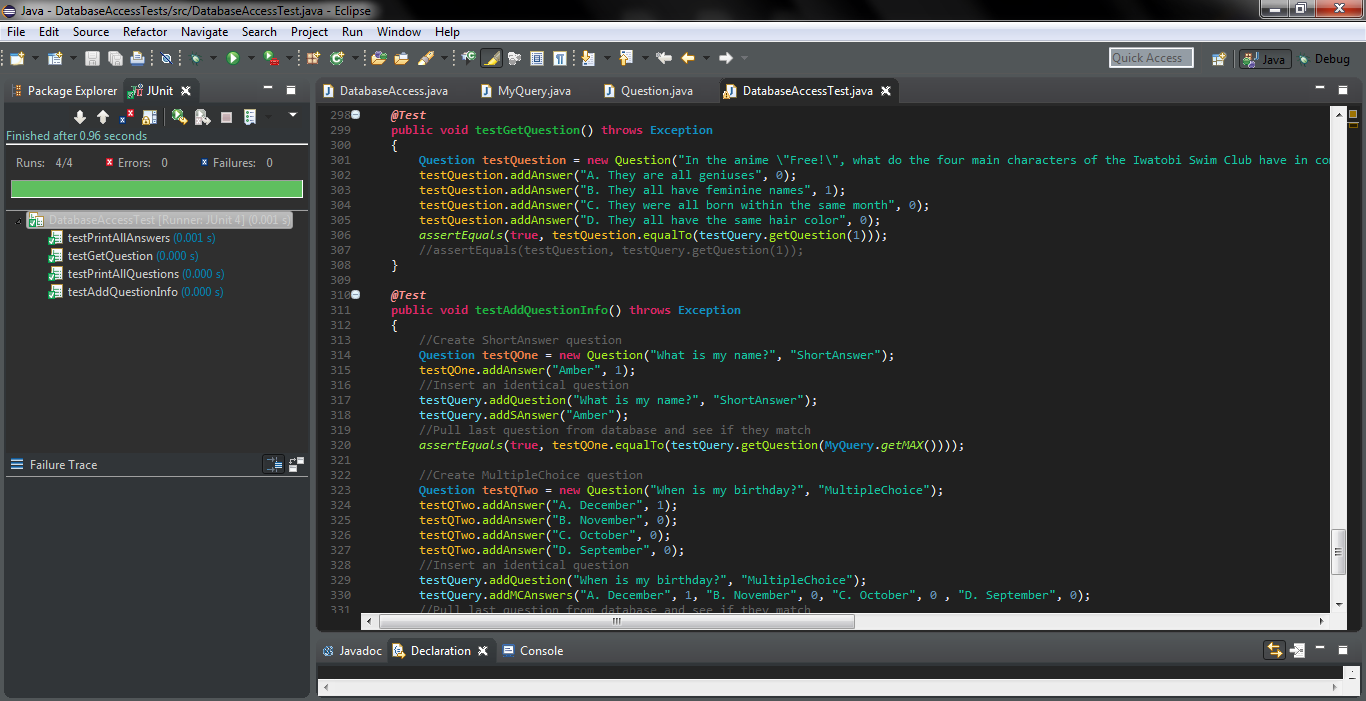 Java - DatabaseAccessTests/src/DatabaseAccessTest.java - Eclipse
File Edit Source Refactor Navigate Search Project Run Window Help
Quick Access Java Debug
Package Explorer JUnit
Finished after 0.96 seconds
Runs: 4/4 Errors: 0 Failures: 0
DatabaseAccessTest [Runner: JUnit 4] (0.001 s)
testPrintAllAnswers (0.001 s)
testGetQuestion (0.000 s)
testPrintAllQuestions (0.000 s)
testAddQuestionInfo (0.000 s)
Failure Trace
DatabaseAccess.java MyQuery.java Question.java DatabaseAccessTest.java
298 @Test
299 public void testGetQuestion() throws Exception
300 {
301 Question testQuestion = new Question("In the anime \"Free!\", what do the four main characters of the Iwatobi Swim Club have in co
302 testQuestion.addAnswer("A. They are all geniuses", 0);
303 testQuestion.addAnswer("B. They all have feminine names", 1);
304 testQuestion.addAnswer("C. They were all born within the same month", 0);
305 testQuestion.addAnswer("D. They all have the same hair color", 0);
306 assertEquals(true, testQuestion.equalTo(testQuery.getQuestion(1)));
307 //assertEquals(testQuestion, testQuery.getQuestion(1));
308 }
309
310 @Test
311 public void testAddQuestionInfo() throws Exception
312 {
313 //Create ShortAnswer question
314 Question testQOne = new Question("What is my name?", "ShortAnswer");
315 testQOne.addAnswer("Amber", 1);
316 //Insert an identical question
317 testQuery.addQuestion("What is my name?", "ShortAnswer");
318 testQuery.addSAnswer("Amber");
319 //Pull last question from database and see if they match
320 assertEquals(true, testQOne.equalTo(testQuery.getQuestion(MyQuery.getMAX())));
321
322 //Create MultipleChoice question
323 Question testQTwo = new Question("When is my birthday?", "MultipleChoice");
324 testQTwo.addAnswer("A. December", 1);
325 testQTwo.addAnswer("B. November", 0);
326 testQTwo.addAnswer("C. October", 0);
327 testQTwo.addAnswer("D. September", 0);
328 //Insert an identical question
329 testQuery.addQuestion("When is my birthday?", "MultipleChoice");
330 testQuery.addMCAnswers("A. December", 1, "B. November", 0, "C. October", 0 , "D. September", 0);
331 //Pull last question from database and see if they match
Javadoc Declaration Console